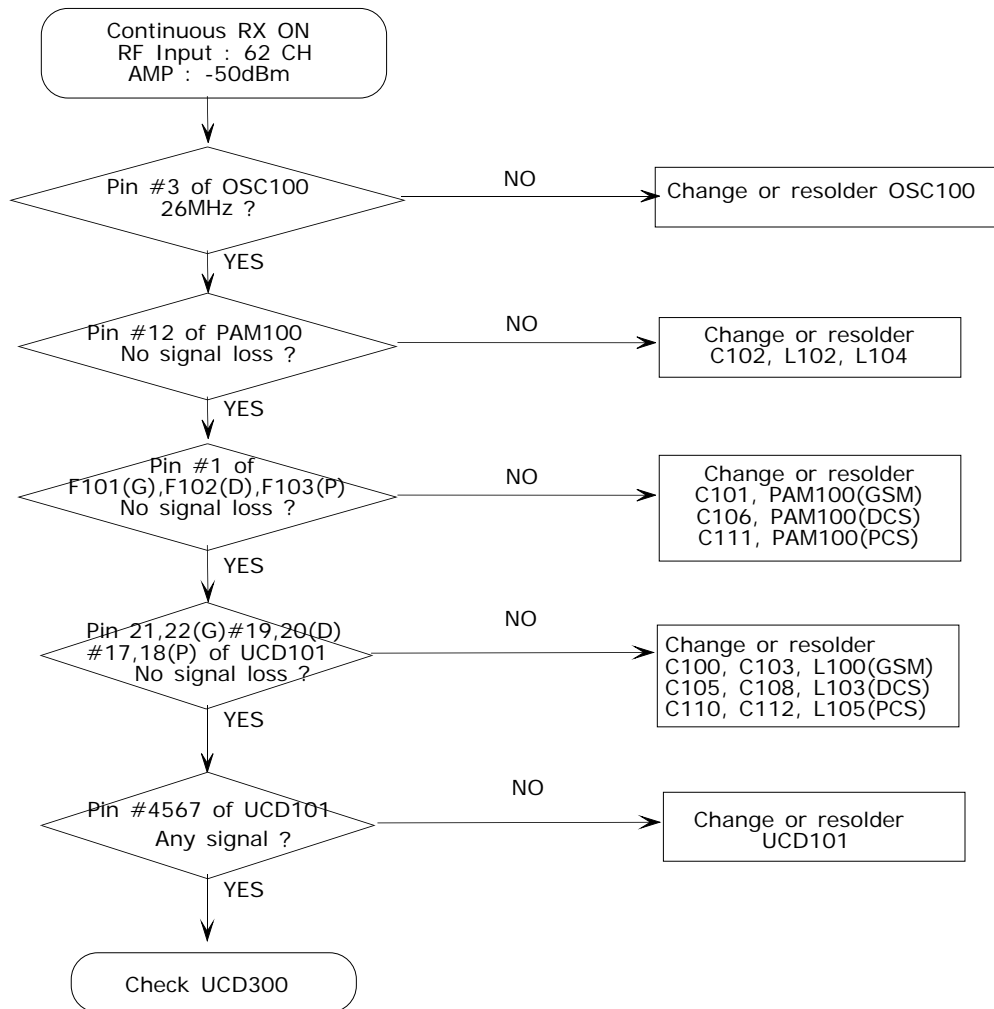 Continuous RX ON
RF Input : 62 CH
AMP : -50dBm
Pin #3 of OSC100
26MHz ?
NO
Change or resolder OSC100
YES
Pin #12 of PAM100
No signal loss ?
NO
Change or resolder
C102, L102, L104
YES
Pin #1 of
F101(G),F102(D),F103(P)
No signal loss ?
NO
Change or resolder
C101, PAM100(GSM)
C106, PAM100(DCS)
C111, PAM100(PCS)
YES
Pin 21,22(G)#19,20(D)
#17,18(P) of UCD101
No signal loss ?
NO
Change or resolder
C100, C103, L100(GSM)
C105, C108, L103(DCS)
C110, C112, L105(PCS)
YES
Pin #4567 of UCD101
Any signal ?
NO
Change or resolder
UCD101
YES
Check UCD300